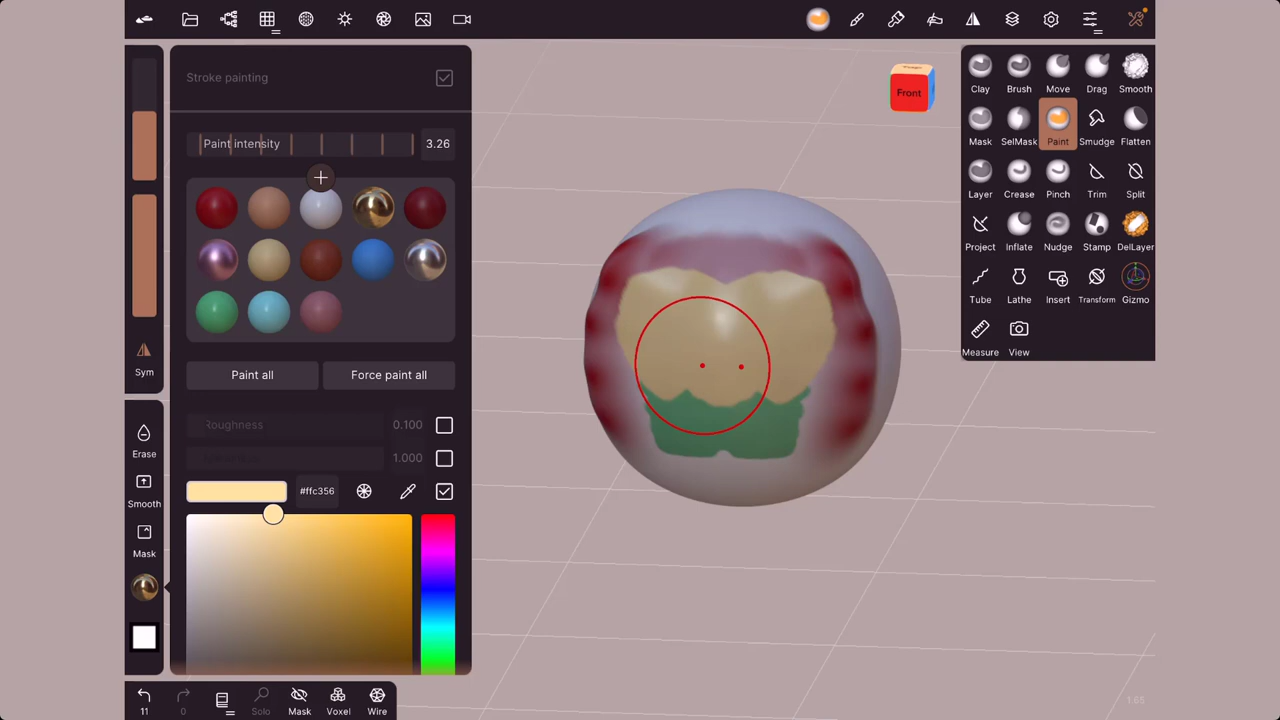 Stroke painting
Paint intensity 3.26
Paint all
Force paint all
Roughness 0.100
1.000
#ffc356
Sym
Erase
Smooth
Mask
11
0
Solo
Mask
Voxel
Wire
Front
Clay
Brush
Move
Drag
Smooth
Mask
SelMask
Paint
Smudge
Flatten
Layer
Crease
Pinch
Trim
Split
Project
Inflate
Nudge
Stamp
DelLayer
Tube
Lathe
Insert
Transform
Gizmo
Measure
View
1.65